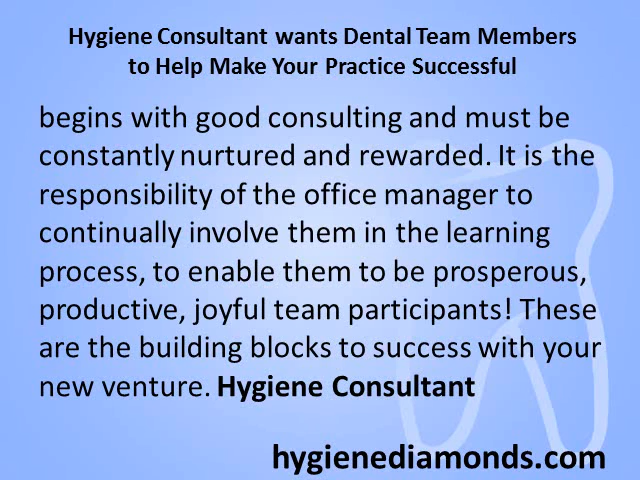 Hygiene Consultant wants Dental Team Members
to Help Make Your Practice Successful
begins with good consulting and must be
constantly nurtured and rewarded. It is the
responsibility of the office manager to
continually involve them in the learning
process, to enable them to be prosperous,
productive, joyful team participants! These
are the building blocks to success with your
new venture. Hygiene Consultant
hygienediamonds.com